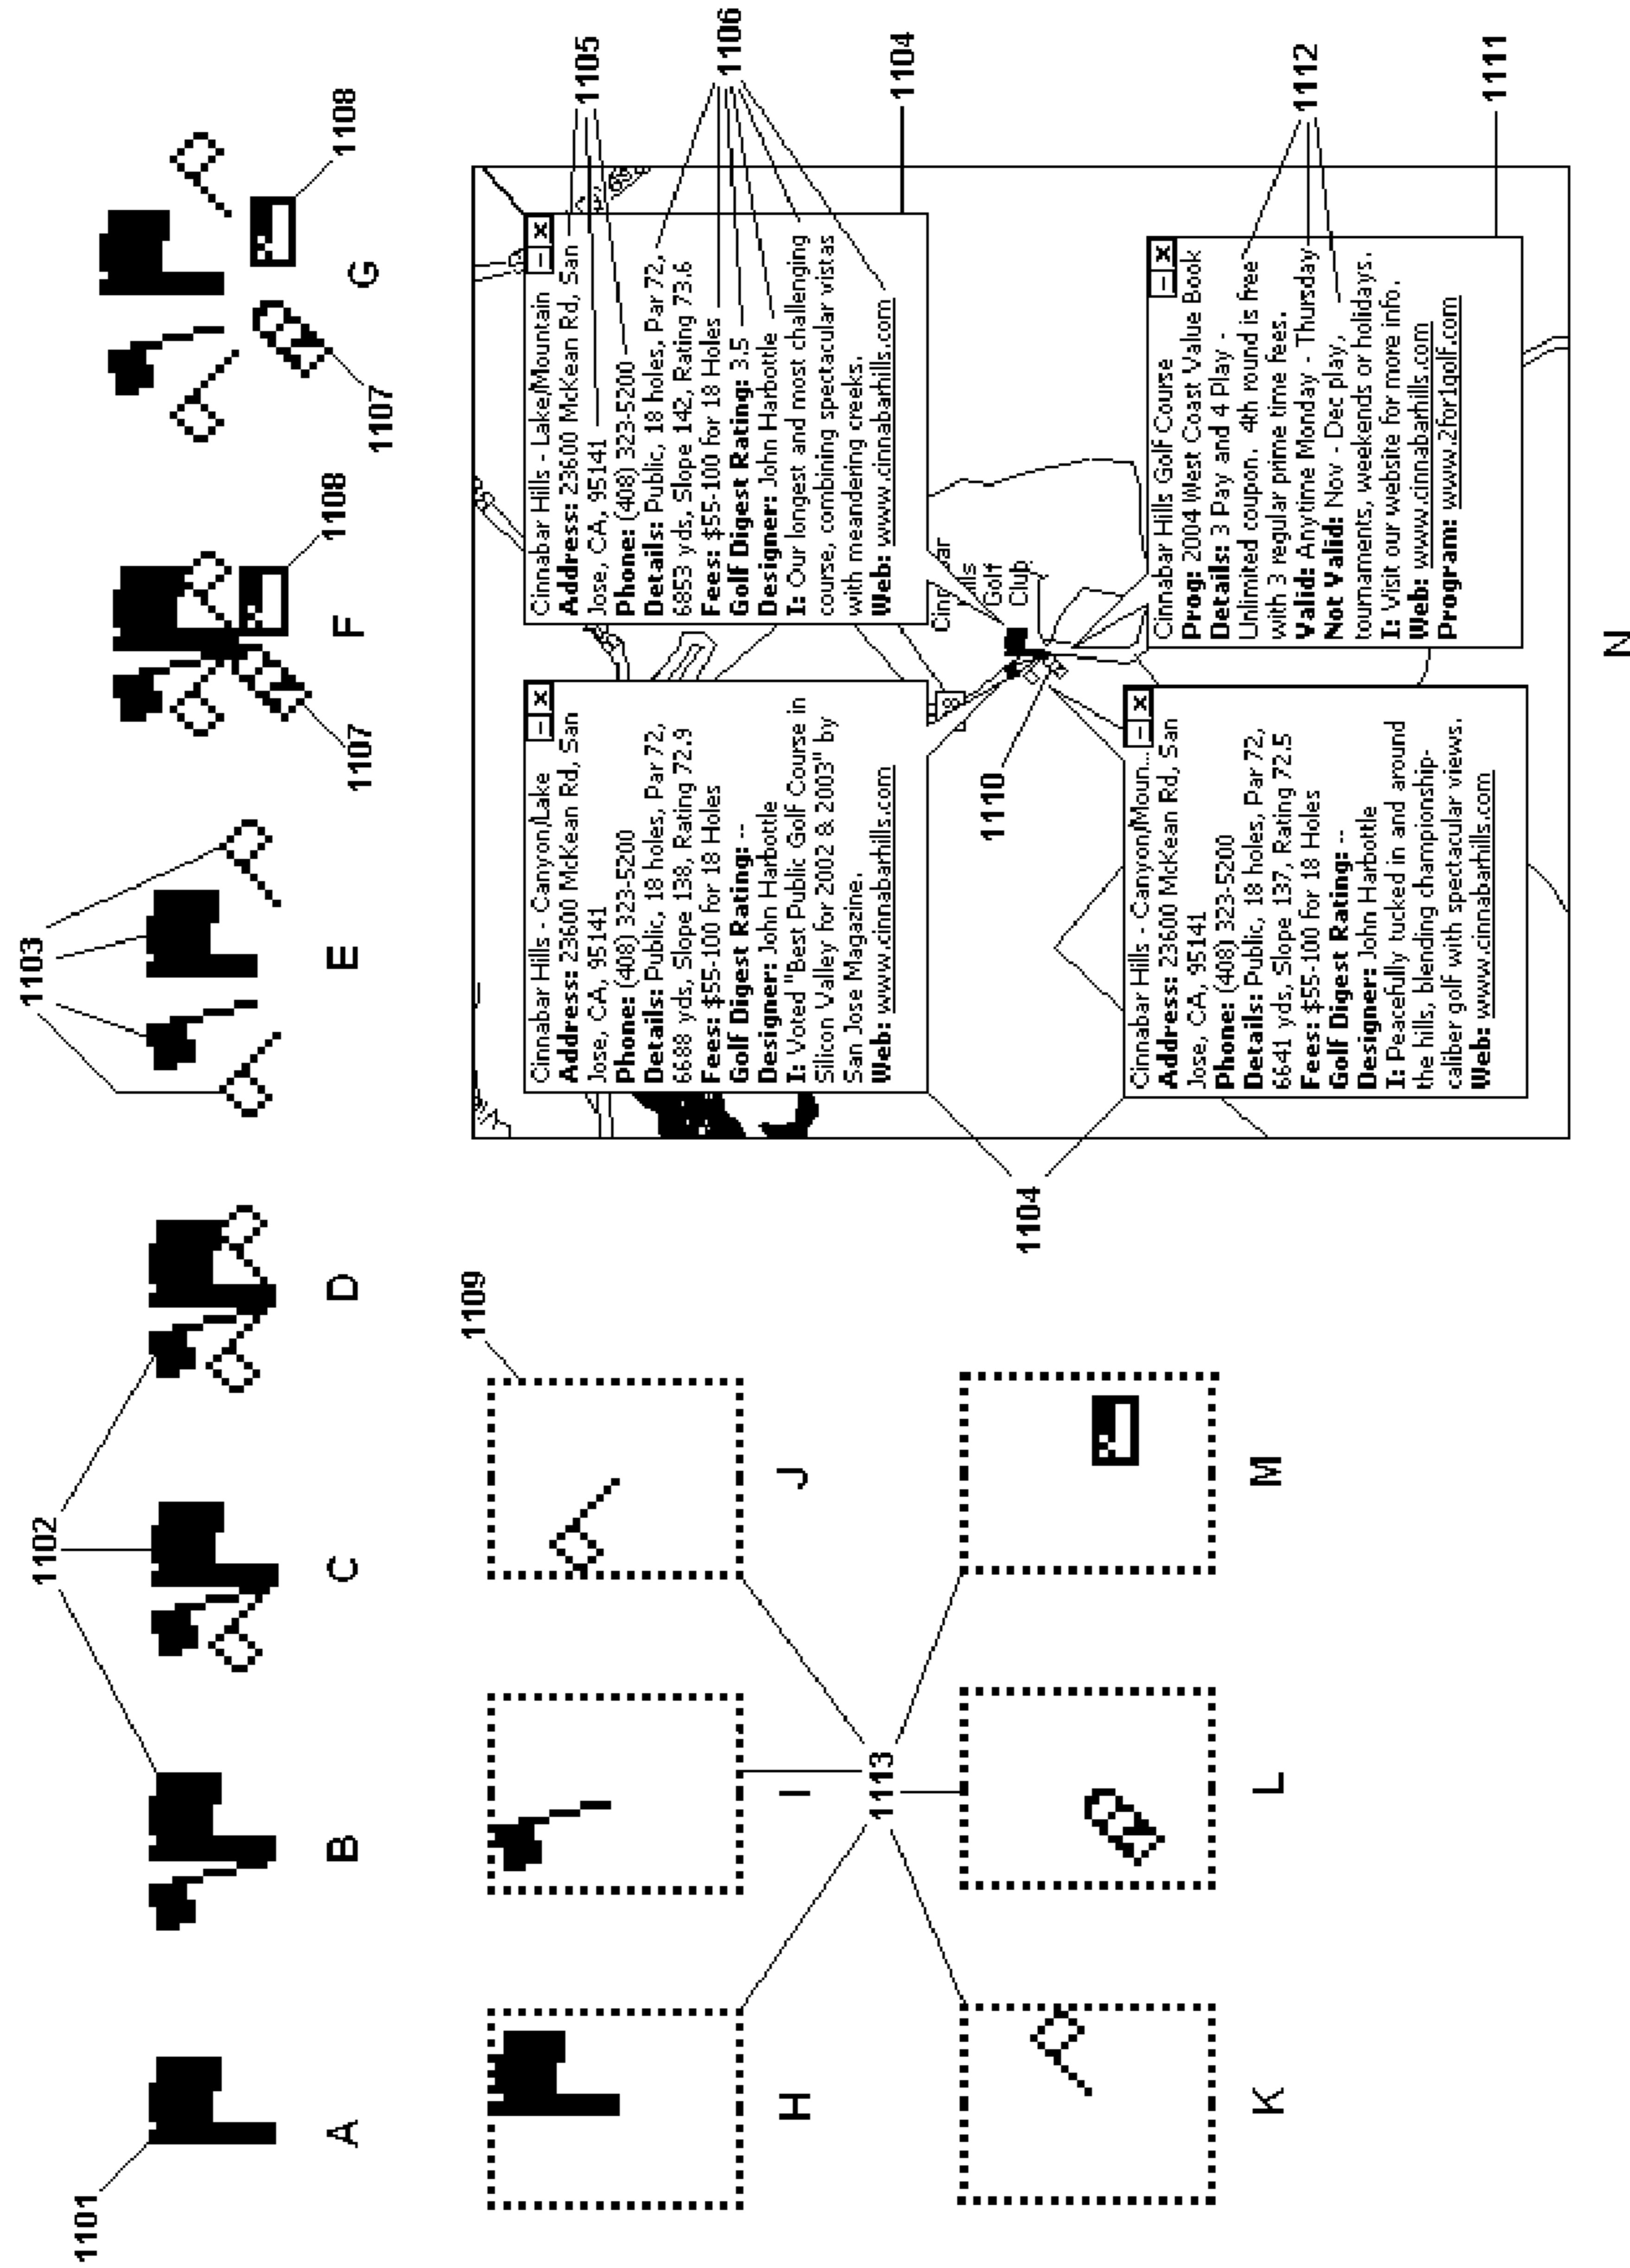 1101
1102
1103
A
B
C
D
E
F
1107
1108
G
1107
1108
1109
H
I
J
1113
K
L
M
Cinnabar Hills - Canyon/Lake
Address: 23600 McKean Rd, San
Jose, CA, 95141
Phone: (408) 323-5200
Details: Public, 18 holes, Par 72,
6688 yds, Slope 138, Rating 72.9
Fees: $55-100 for 18 Holes
Golf Digest Rating: --
Designer: John Harbottle
I: Voted "Best Public Golf Course in
Silicon Valley for 2002 & 2003" by
San Jose Magazine.
Web: www.cinnabarhills.com
Cinnabar Hills - Lake/Mountain
Address: 23600 McKean Rd, San
Jose, CA, 95141
Phone: (408) 323-5200
Details: Public, 18 holes, Par 72,
6853 yds, Slope 142, Rating 73.6
Fees: $55-100 for 18 Holes
Golf Digest Rating: 3.5
Designer: John Harbottle
I: Our longest and most challenging
course, combining spectacular vistas
with meandering creeks.
Web: www.cinnabarhills.com
1105
1106
1104
Golf
Club
1110
1104
Cinnabar Hills - Canyon/Moun...
Address: 23600 McKean Rd, San
Jose, CA, 95141
Phone: (408) 323-5200
Details: Public, 18 holes, Par 72,
6641 yds, Slope 137, Rating 72.5
Fees: $55-100 for 18 Holes
Golf Digest Rating: --
Designer: John Harbottle
I: Peacefully tucked in and around
the hills, blending championship-
caliber golf with spectacular views.
Web: www.cinnabarhills.com
Cinnabar Hills Golf Course
Prog: 2004 West Coast Value Book
Details: 3 Pay and 4 Play -
Unlimited coupon. 4th round is free
with 3 regular prime time fees.
Valid: Anytime Monday - Thursday
Not Valid: Nov - Dec play,
tournaments, weekends or holidays.
I: Visit our website for more info.
Web: www.cinnabarhills.com
Program: www.2for1golf.com
1112
1111
N